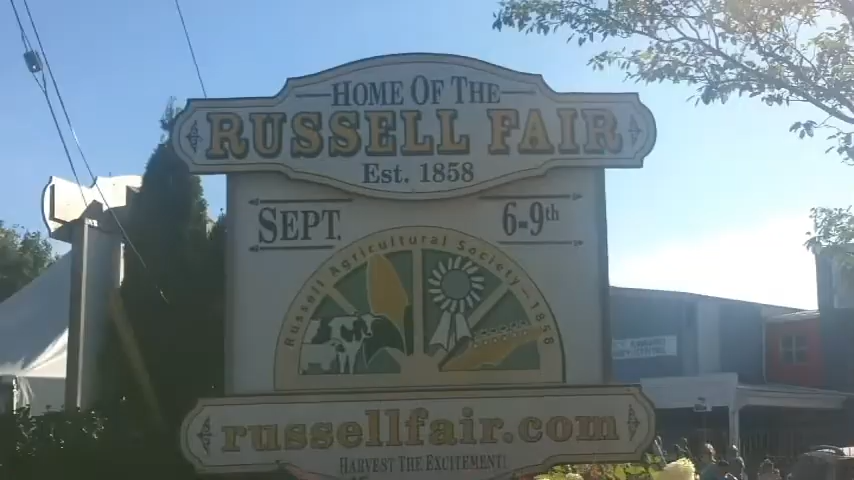 HOME OF THE
RUSSELL FAIR
EST. 1858
SEPT. 6-9th
Russell Agricultural Society - 1858
russellfair.com
HARVEST THE EXCITEMENT!